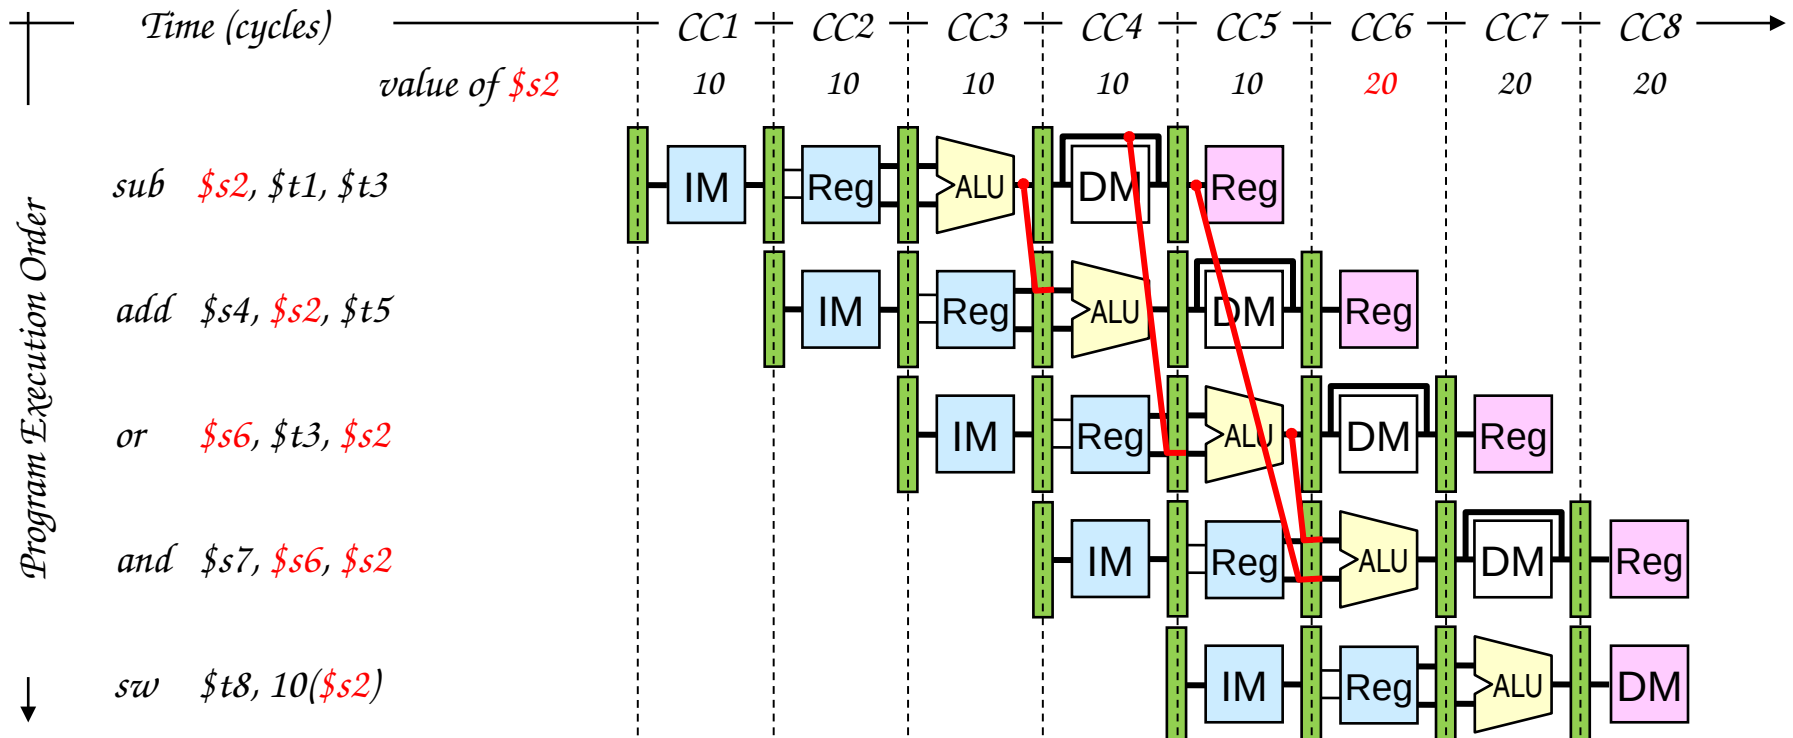 Time (cycles) CC1 CC2 CC3 CC4 CC5 CC6 CC7 CC8
value of $s2 10 10 10 10 10 20 20 20
Program Execution Order
sub $s2, $t1, $t3 IM Reg ALU DM Reg
add $s4, $s2, $t5 IM Reg ALU DM Reg
or $s6, $t3, $s2 IM Reg ALU DM Reg
and $s7, $s6, $s2 IM Reg ALU DM Reg
sw $t8, 10($s2) IM Reg ALU DM